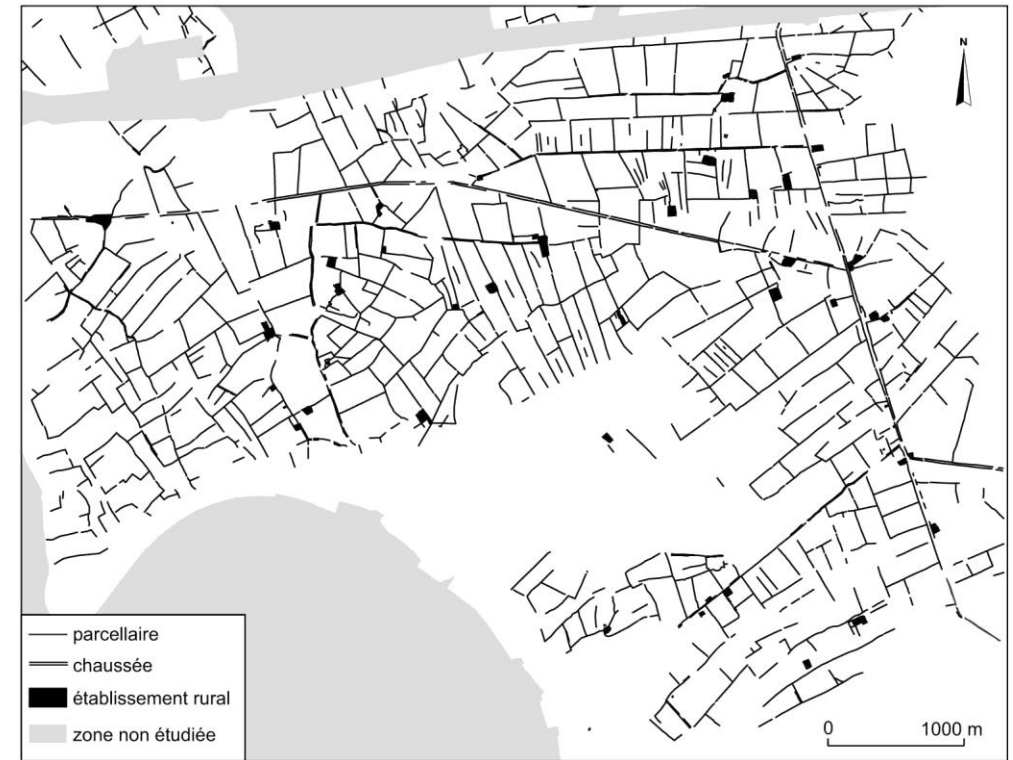 N
parcellaire
chaussée
établissement rural
zone non étudiée
0 1000 m